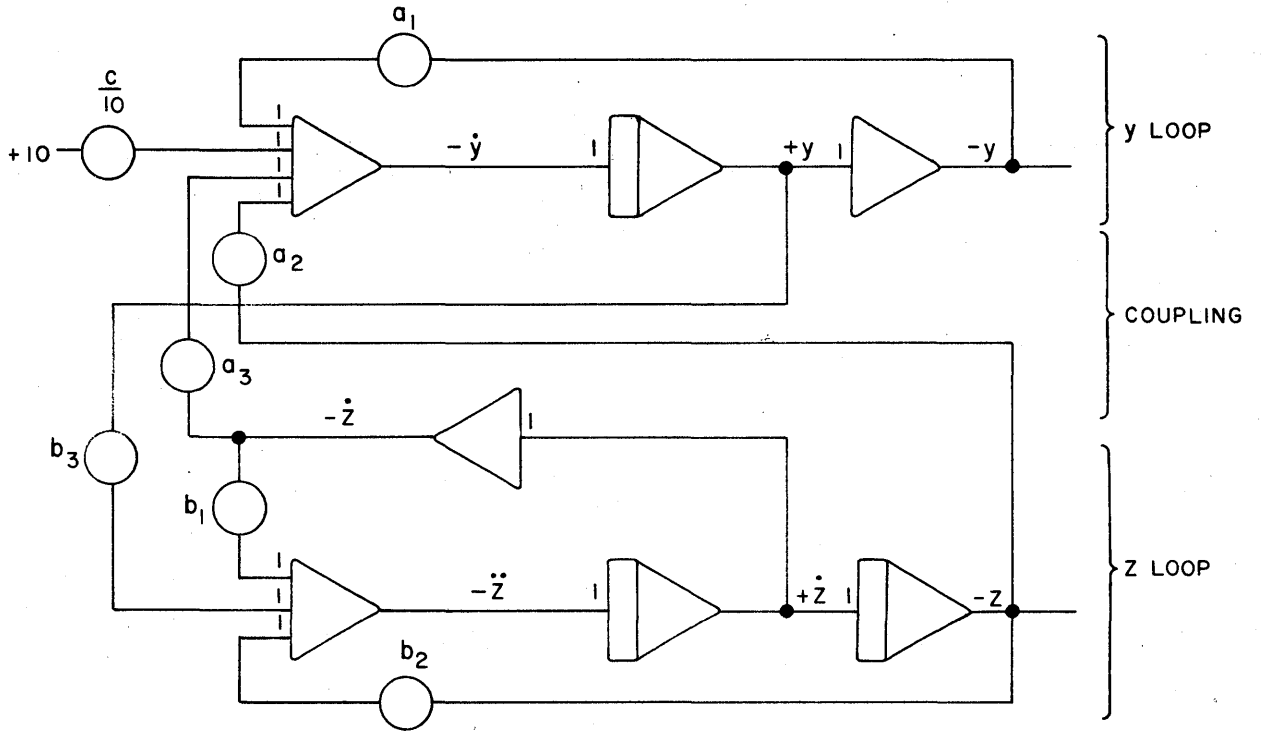 a₁
c/10
+10
1
1
1
1
-ẏ
1
+y
1
-y
y LOOP
a₂
COUPLING
a₃
-ż
1
b₃
b₁
1
1
1
-z̈
1
+ż
1
-z
Z LOOP
b₂